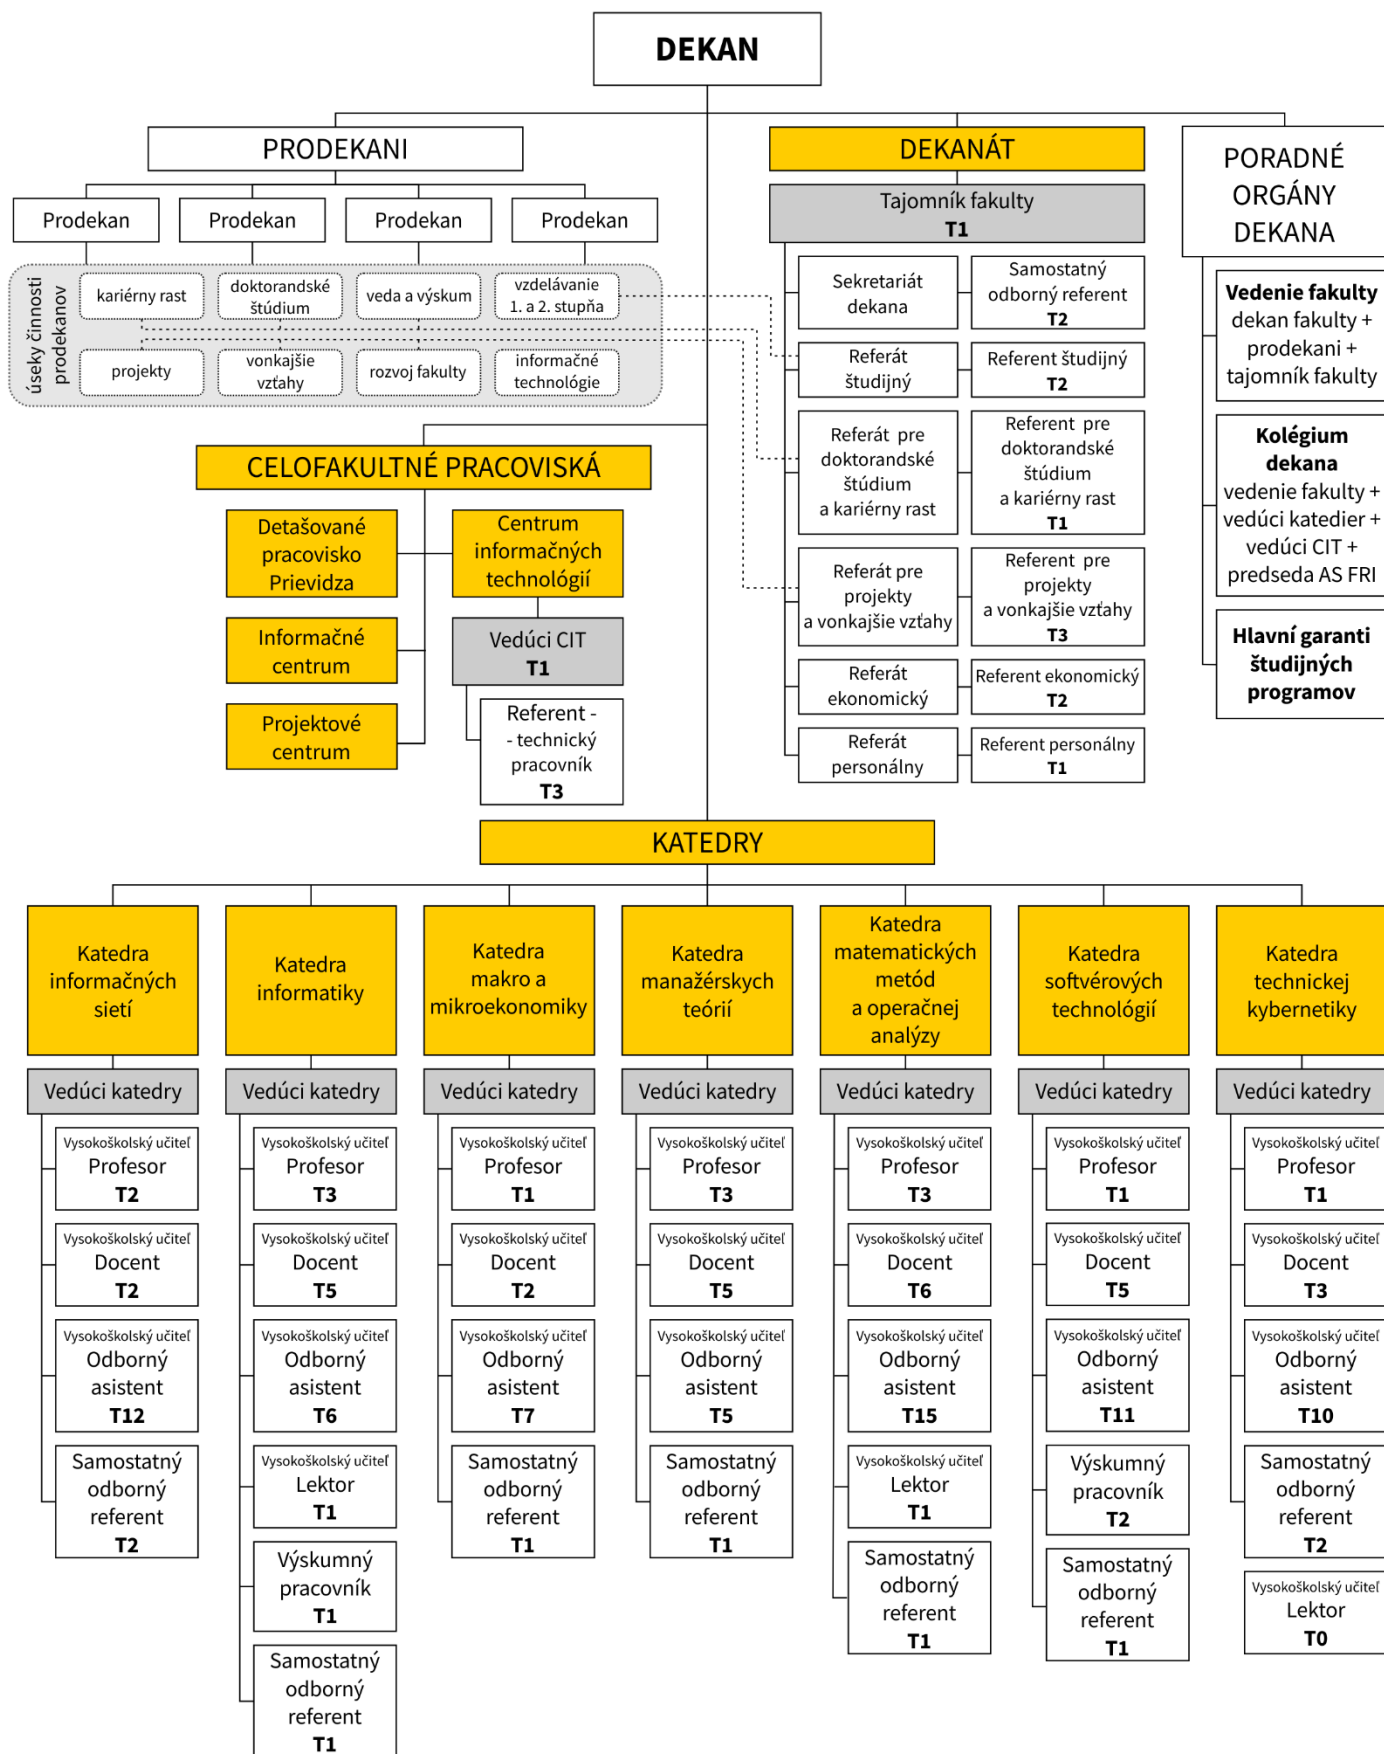 DEKAN
PRODEKANI
Prodekan
Prodekan
Prodekan
Prodekan
úseky činnosti
prodekanov
kariérny rast
doktorandské
štúdium
veda a výskum
vzdelávanie
1. a 2. stupňa
projekty
vonkajšie
vzťahy
rozvoj fakulty
informačné
technológie
DEKANÁT
Tajomník fakulty
T1
Sekretariát
dekana
Samostatný
odborný referent
T2
Referát
študijný
Referent študijný
T2
Referát pre
doktorandské
štúdium
a kariérny rast
Referent pre
doktorandské
štúdium
a kariérny rast
T1
Referát pre
projekty
a vonkajšie vzťahy
Referent pre
projekty
a vonkajšie vzťahy
T3
Referát
ekonomický
Referent ekonomický
T2
Referát
personálny
Referent personálny
T1
PORADNÉ
ORGÁNY
DEKANA
Vedenie fakulty
dekan fakulty +
prodekani +
tajomník fakulty
Kolégium
dekana
vedenie fakulty +
vedúci katedier +
vedúci CIT +
predseda AS FRI
Hlavní garanti
študijných
programov
CELOFAKULTNÉ PRACOVISKÁ
Detašované
pracovisko
Prievidza
Centrum
informačných
technológií
Informačné
centrum
Vedúci CIT
T1
Projektové
centrum
Referent -
- technický
pracovník
T3
KATEDRY
Katedra
informačných
sietí
Vedúci katedry
Vysokoškolský učiteľ
Profesor
T2
Vysokoškolský učiteľ
Docent
T2
Vysokoškolský učiteľ
Odborný
asistent
T12
Samostatný
odborný
referent
T2
Katedra
informatiky
Vedúci katedry
Vysokoškolský učiteľ
Profesor
T3
Vysokoškolský učiteľ
Docent
T5
Vysokoškolský učiteľ
Odborný
asistent
T6
Vysokoškolský učiteľ
Lektor
T1
Výskumný
pracovník
T1
Samostatný
odborný
referent
T1
Katedra
makro a
mikroekonomiky
Vedúci katedry
Vysokoškolský učiteľ
Profesor
T1
Vysokoškolský učiteľ
Docent
T2
Vysokoškolský učiteľ
Odborný
asistent
T7
Samostatný
odborný
referent
T1
Katedra
manažérskych
teórií
Vedúci katedry
Vysokoškolský učiteľ
Profesor
T3
Vysokoškolský učiteľ
Docent
T5
Vysokoškolský učiteľ
Odborný
asistent
T5
Samostatný
odborný
referent
T1
Katedra
matematických
metód
a operačnej
analýzy
Vedúci katedry
Vysokoškolský učiteľ
Profesor
T3
Vysokoškolský učiteľ
Docent
T6
Vysokoškolský učiteľ
Odborný
asistent
T15
Vysokoškolský učiteľ
Lektor
T1
Samostatný
odborný
referent
T1
Katedra
softvérových
technológií
Vedúci katedry
Vysokoškolský učiteľ
Profesor
T1
Vysokoškolský učiteľ
Docent
T5
Vysokoškolský učiteľ
Odborný
asistent
T11
Výskumný
pracovník
T2
Samostatný
odborný
referent
T1
Katedra
technickej
kybernetiky
Vedúci katedry
Vysokoškolský učiteľ
Profesor
T1
Vysokoškolský učiteľ
Docent
T3
Vysokoškolský učiteľ
Odborný
asistent
T10
Samostatný
odborný
referent
T2
Vysokoškolský učiteľ
Lektor
T0